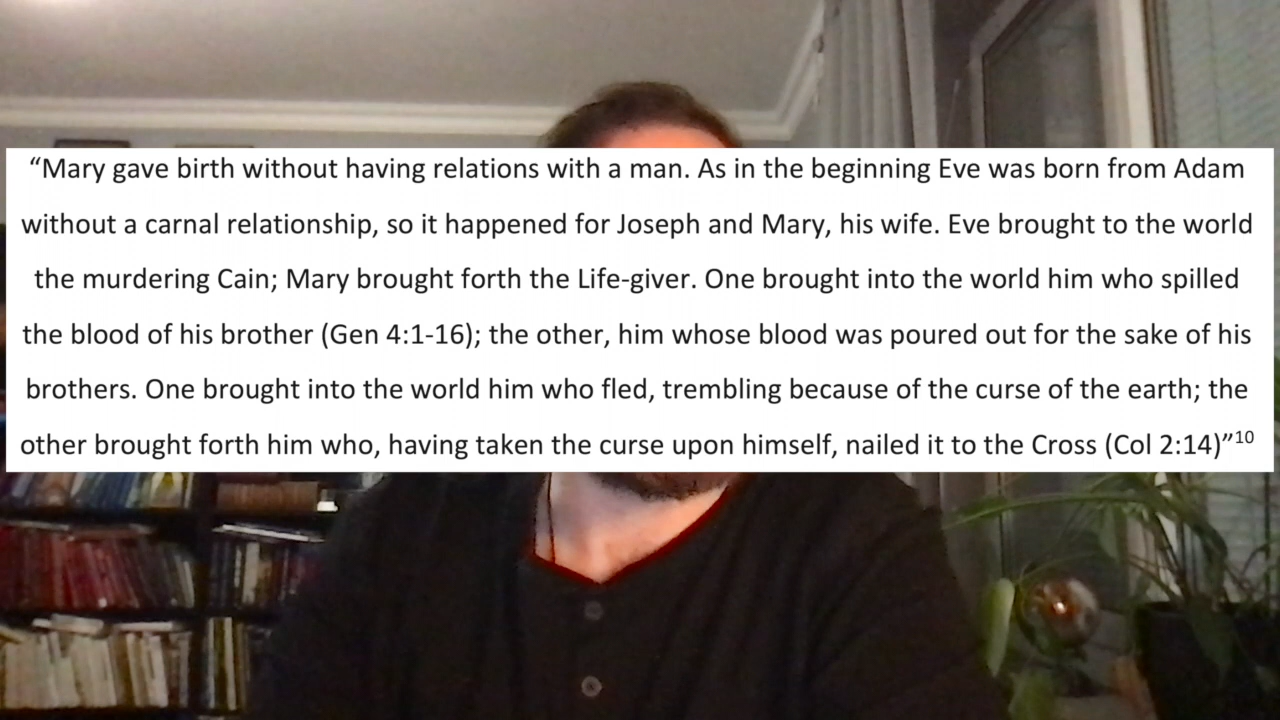 “Mary gave birth without having relations with a man. As in the beginning Eve was born from Adam
without a carnal relationship, so it happened for Joseph and Mary, his wife. Eve brought to the world
the murdering Cain; Mary brought forth the Life-giver. One brought into the world him who spilled
the blood of his brother (Gen 4:1-16); the other, him whose blood was poured out for the sake of his
brothers. One brought into the world him who fled, trembling because of the curse of the earth; the
other brought forth him who, having taken the curse upon himself, nailed it to the Cross (Col 2:14)”¹⁰